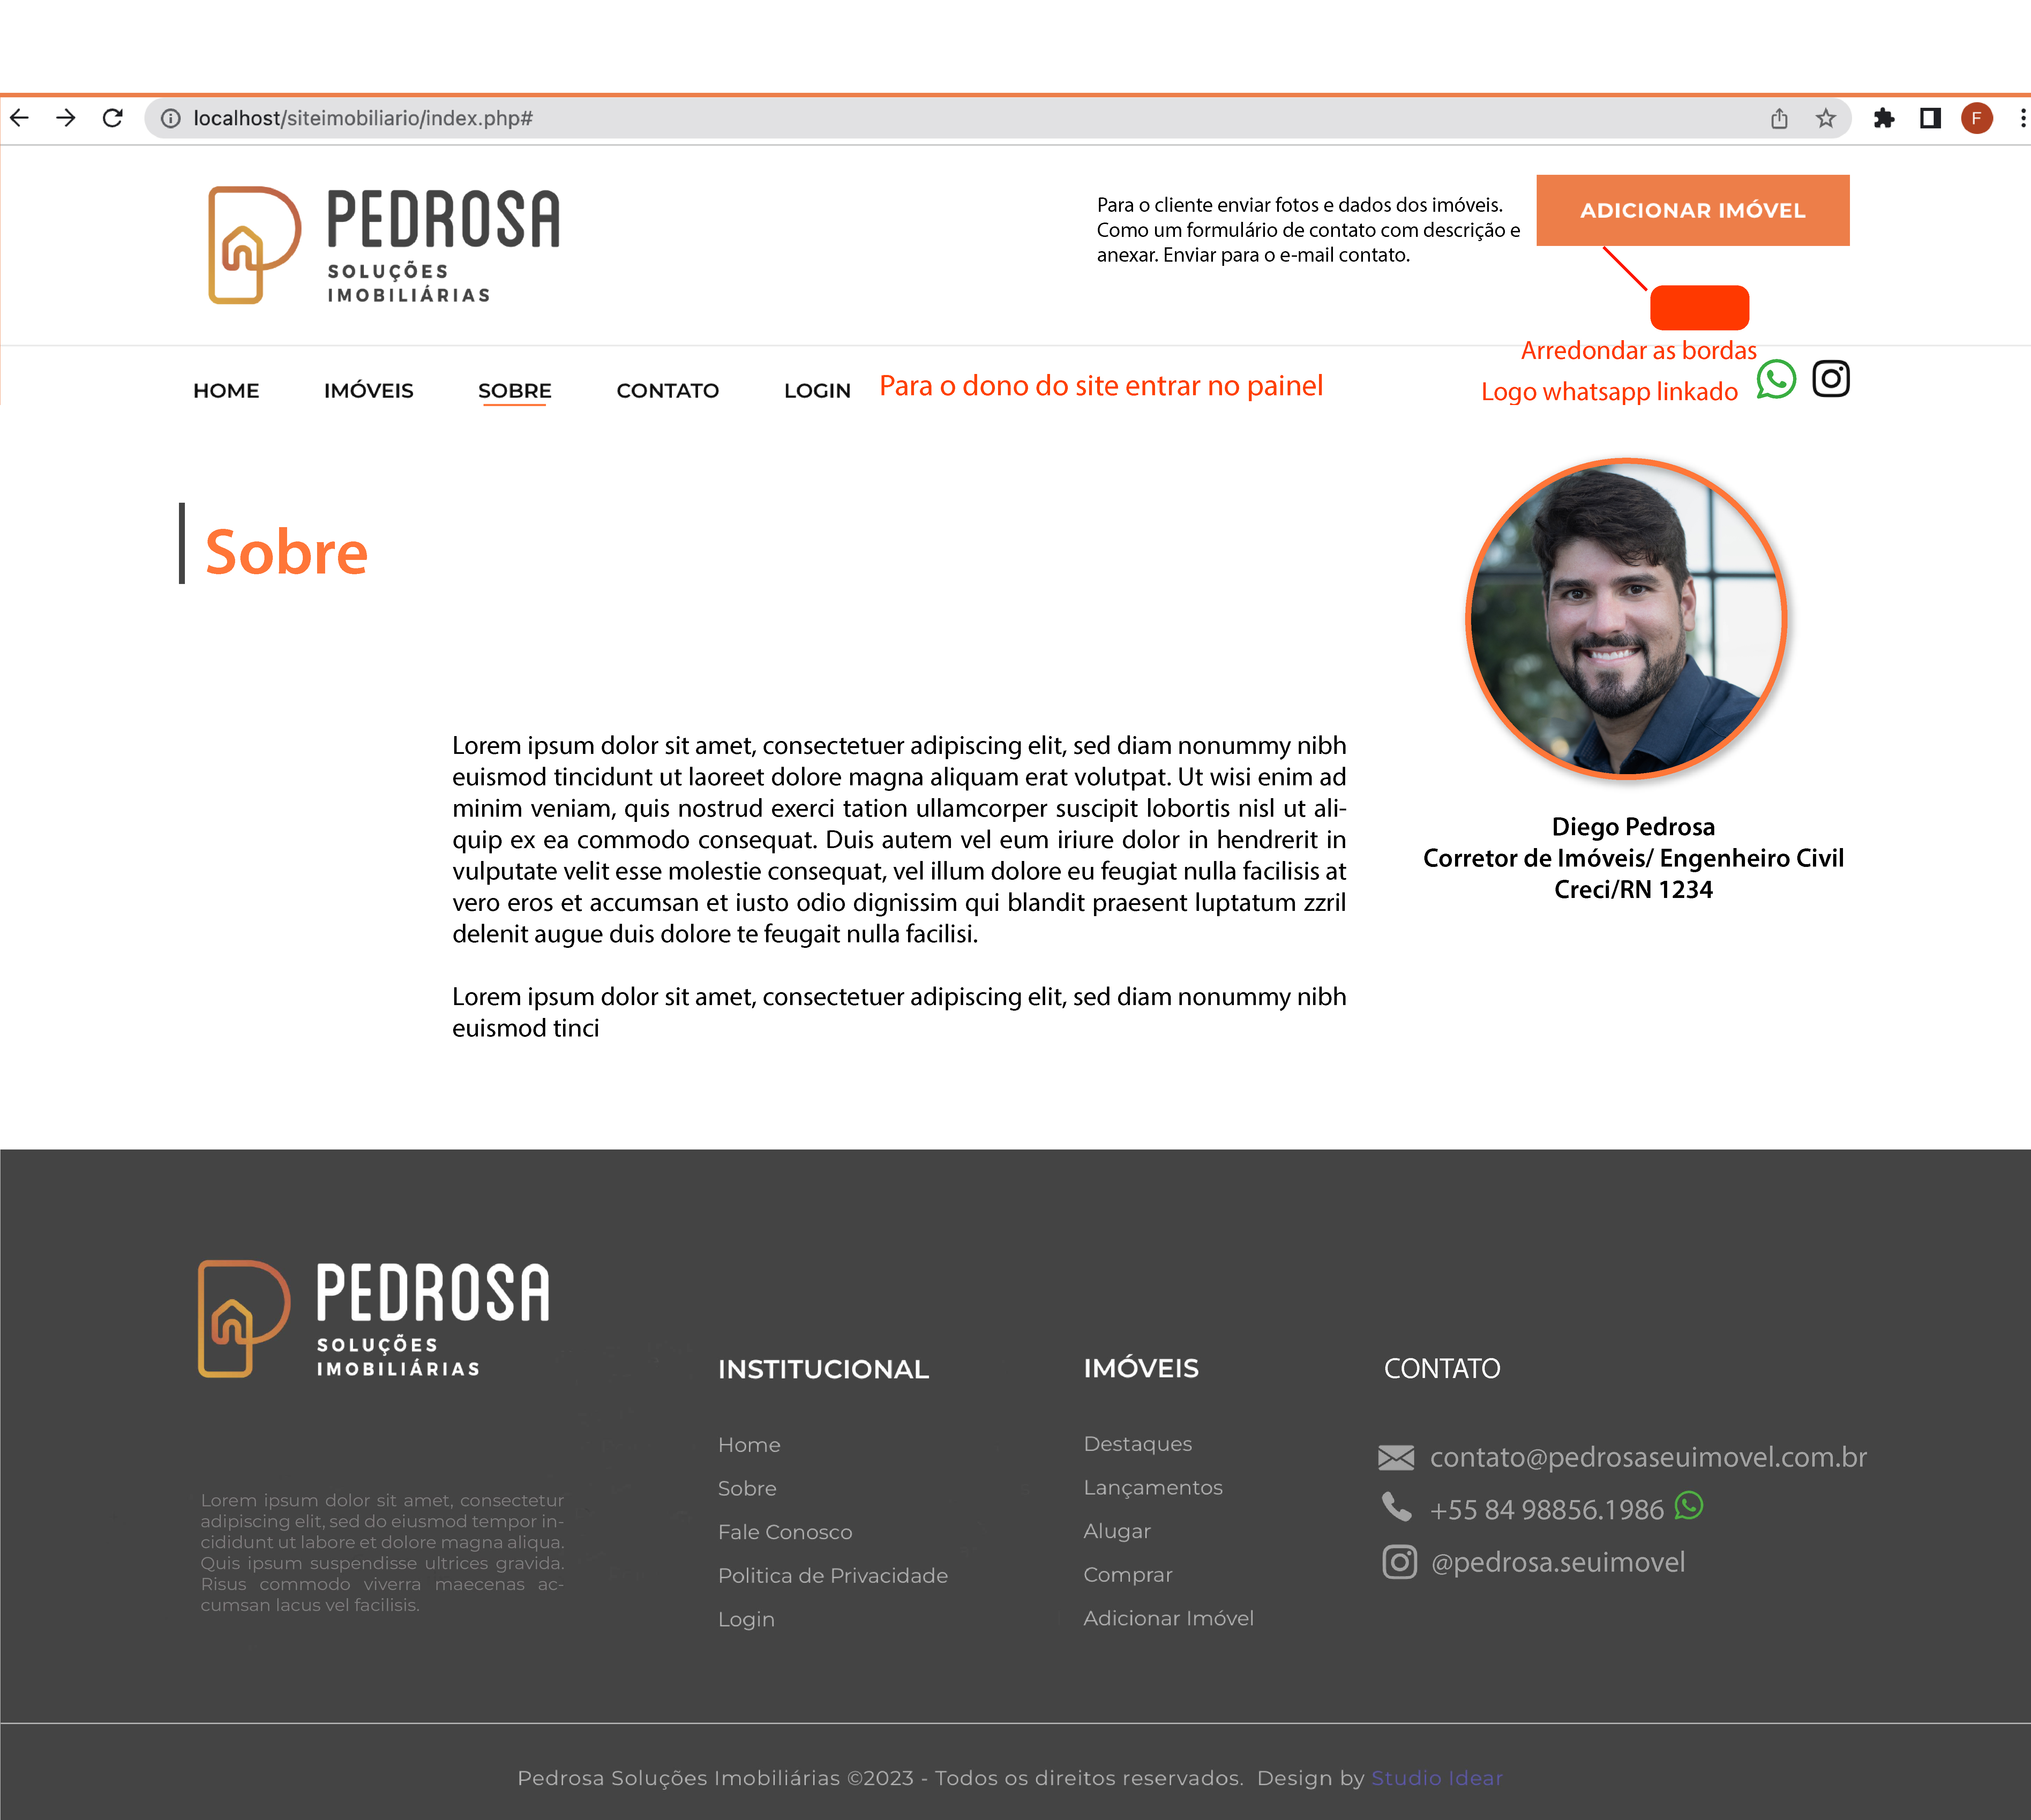 localhost/siteimobiliario/index.php#
F
PEDROSA
SOLUÇÕES
IMOBILIÁRIAS
Para o cliente enviar fotos e dados dos imóveis.
Como um formulário de contato com descrição e
anexar. Enviar para o e-mail contato.
ADICIONAR IMÓVEL
Arredondar as bordas
HOME IMÓVEIS SOBRE CONTATO LOGIN Para o dono do site entrar no painel
Logo whatsapp linkado
Sobre
Lorem ipsum dolor sit amet, consectetuer adipiscing elit, sed diam nonummy nibh
euismod tincidunt ut laoreet dolore magna aliquam erat volutpat. Ut wisi enim ad
minim veniam, quis nostrud exerci tation ullamcorper suscipit lobortis nisl ut ali-
quip ex ea commodo consequat. Duis autem vel eum iriure dolor in hendrerit in
vulputate velit esse molestie consequat, vel illum dolore eu feugiat nulla facilisis at
vero eros et accumsan et iusto odio dignissim qui blandit praesent luptatum zzril
delenit augue duis dolore te feugait nulla facilisi.
Lorem ipsum dolor sit amet, consectetuer adipiscing elit, sed diam nonummy nibh
euismod tinci
Diego Pedrosa
Corretor de Imóveis/ Engenheiro Civil
Creci/RN 1234
PEDROSA
SOLUÇÕES
IMOBILIÁRIAS
Lorem ipsum dolor sit amet, consectetur
adipiscing elit, sed do eiusmod tempor in-
cididunt ut labore et dolore magna aliqua.
Quis ipsum suspendisse ultrices gravida.
Risus commodo viverra maecenas ac-
cumsan lacus vel facilisis.
INSTITUCIONAL
Home
Sobre
Fale Conosco
Politica de Privacidade
Login
IMÓVEIS
Destaques
Lançamentos
Alugar
Comprar
Adicionar Imóvel
CONTATO
contato@pedrosaseuimovel.com.br
+55 84 98856.1986
@pedrosa.seuimovel
Pedrosa Soluções Imobiliárias ©2023 - Todos os direitos reservados. Design by Studio Idear